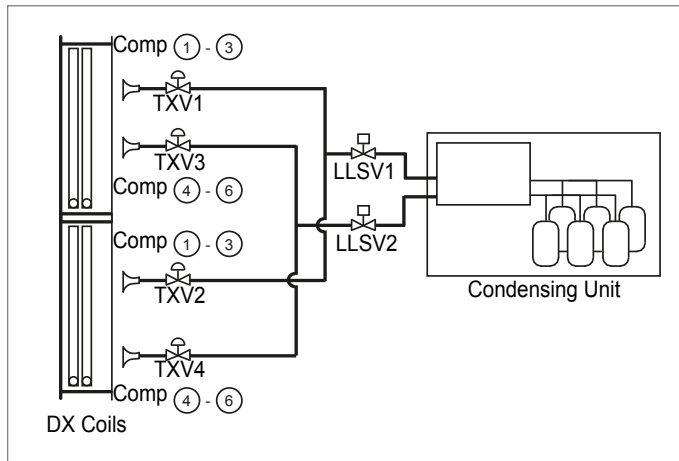 Comp 1 - 3
TXV1
TXV3
Comp 4 - 6
LLSV1
LLSV2
Comp 1 - 3
TXV2
TXV4
Comp 4 - 6
Condensing Unit
DX Coils